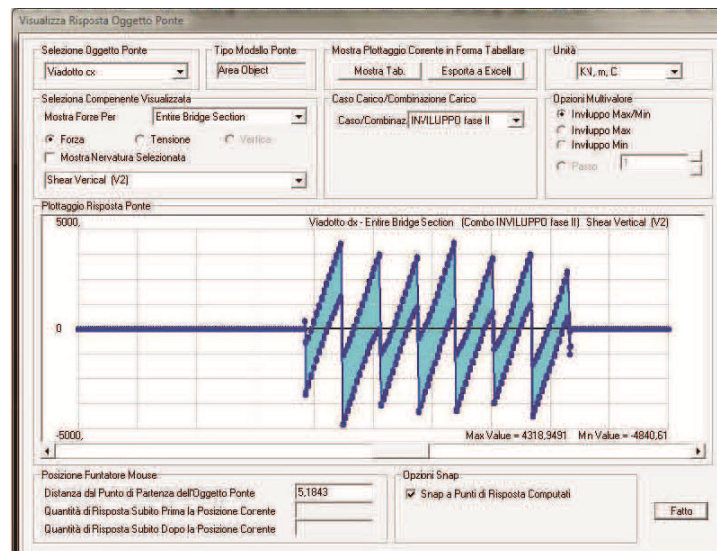 Visualizza Risposta Oggetto Ponte
Selezione Oggetto Ponte
Viadotto cx
Tipo Modello Ponte
Area Object
Mostra Plottaggio Corrente in Forma Tabellare
Mostra Tab.
Esporta a Excell
Unità
KN, m, C
Seleziona Compenente Visualizzata
Mostra Forze Per
Entire Bridge Section
Forza
Tensione
Vertice
Mostra Nervatura Selezionata
Shear Vertical (V2)
Caso Carico/Combinazione Carico
Caso/Combinaz.
INVILUPPO fase II
Opzioni Multivalore
Inviluppo Max/Min
Inviluppo Max
Inviluppo Min
Passo
1
Plottaggio Risposta Ponte
5000,
Viadotto dx - Entire Bridge Section (Combo INVILUPPO fase II) Shear Vertical (V2)
0
-5000,
Max Value = 4318,9491 Min Value = -4840,61
Posizione Puntatore Mouse
Distanza dal Punto di Partenza dell'Oggetto Ponte
5,1843
Quantità di Risposta Subito Prima la Posizione Corrente
Quantità di Risposta Subito Dopo la Posizione Corrente
Opzioni Snap
Snap a Punti di Risposta Computati
Fatto